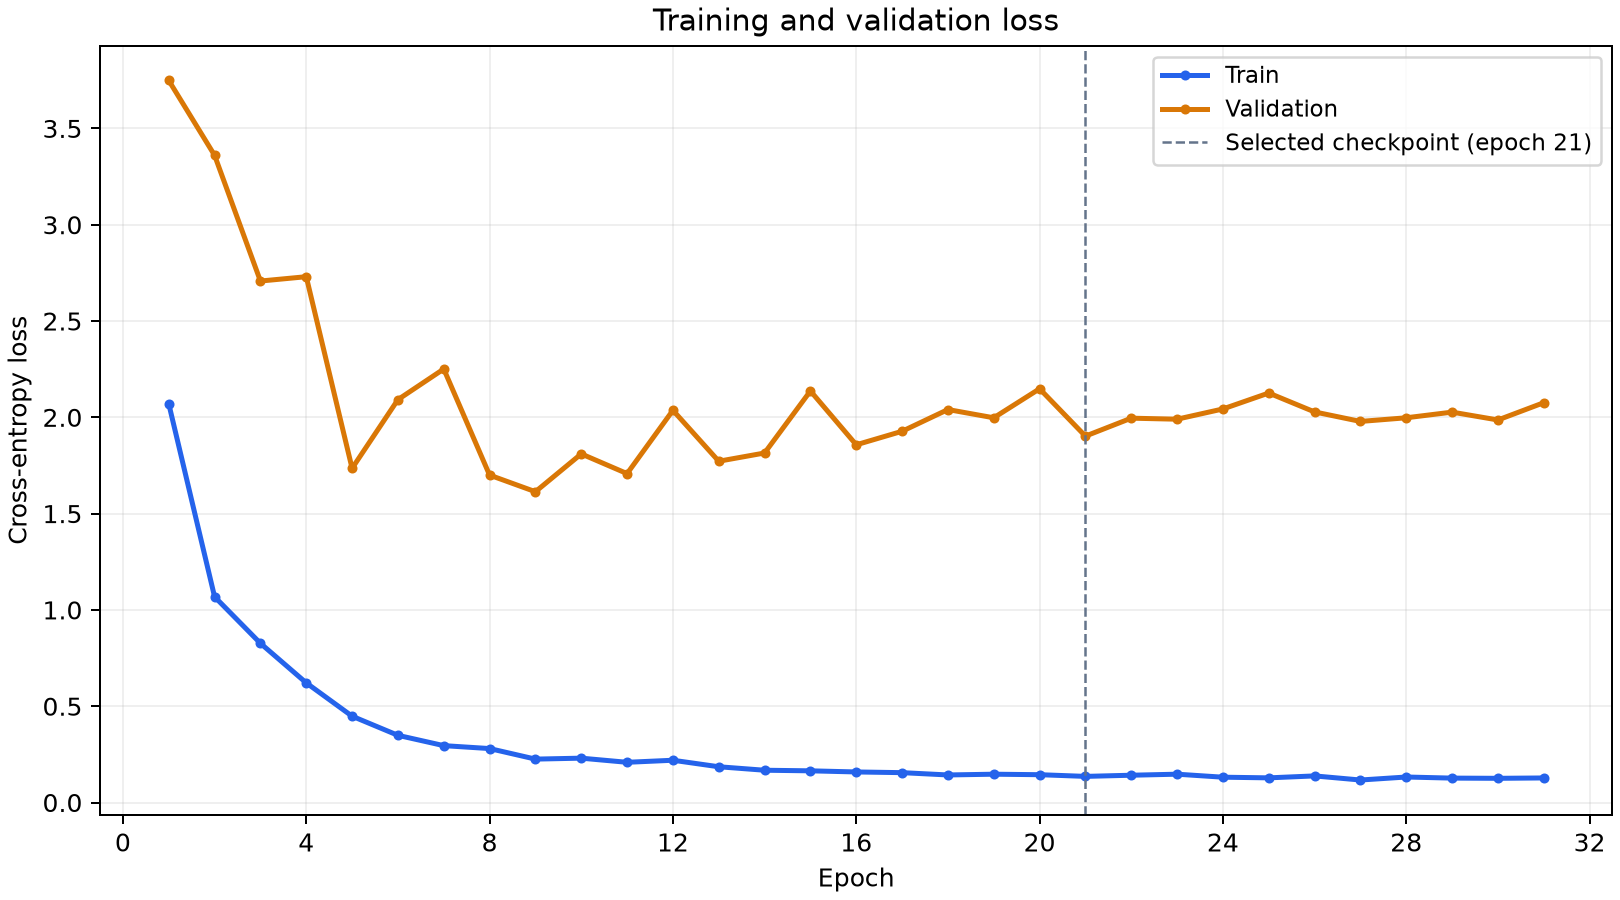 Training and validation loss
Train
Validation
Selected checkpoint (epoch 21)
Cross-entropy loss
3.5
3.0
2.5
2.0
1.5
1.0
0.5
0.0
0 4 8 12 16 20 24 28 32
Epoch